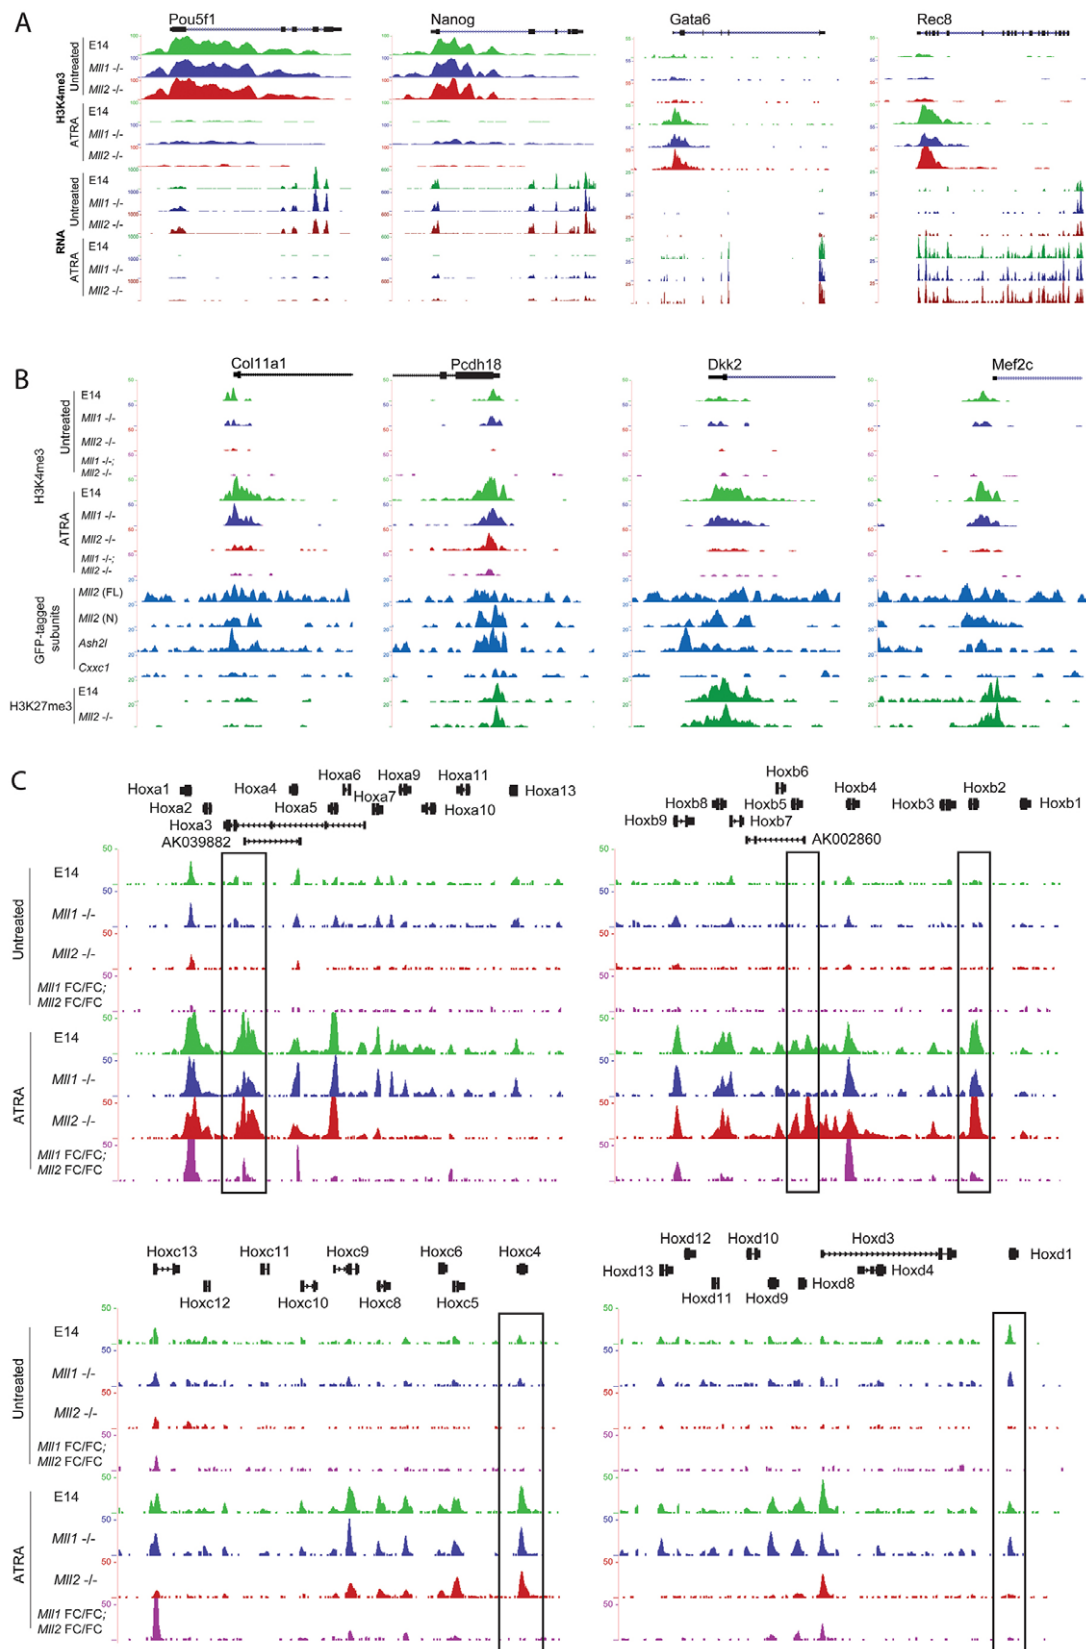 A
Pou5f1
Nanog
Gata6
Rec8
H3K4me3
Untreated
E14
Mll1 -/-
Mll2 -/-
ATRA
E14
Mll1 -/-
Mll2 -/-
RNA
Untreated
E14
Mll1 -/-
Mll2 -/-
ATRA
E14
Mll1 -/-
Mll2 -/-
B
Col11a1
Pcdh18
Dkk2
Mef2c
H3K4me3
Untreated
E14
Mll1 -/-
Mll2 -/-
Mll1 -/-;
Mll2 -/-
ATRA
E14
Mll1 -/-
Mll2 -/-
Mll1 -/-;
Mll2 -/-
GFP-tagged
subunits
Mll2 (FL)
Mll2 (N)
Ash2l
Cxxc1
H3K27me3
E14
Mll2 -/-
C
Hoxa1
Hoxa2
Hoxa3
AK039882
Hoxa4
Hoxa5
Hoxa6
Hoxa7
Hoxa9
Hoxa10
Hoxa11
Hoxa13
Hoxb9
Hoxb8
Hoxb7
Hoxb6
Hoxb5
AK002860
Hoxb4
Hoxb3
Hoxb2
Hoxb1
Untreated
E14
Mll1 -/-
Mll2 -/-
Mll1 FC/FC;
Mll2 FC/FC
ATRA
E14
Mll1 -/-
Mll2 -/-
Mll1 FC/FC;
Mll2 FC/FC
Hoxc13
Hoxc12
Hoxc11
Hoxc10
Hoxc9
Hoxc8
Hoxc6
Hoxc5
Hoxc4
Hoxd13
Hoxd12
Hoxd11
Hoxd10
Hoxd9
Hoxd8
Hoxd3
Hoxd4
Hoxd1
Untreated
E14
Mll1 -/-
Mll2 -/-
Mll1 FC/FC;
Mll2 FC/FC
ATRA
E14
Mll1 -/-
Mll2 -/-
Mll1 FC/FC;
Mll2 FC/FC